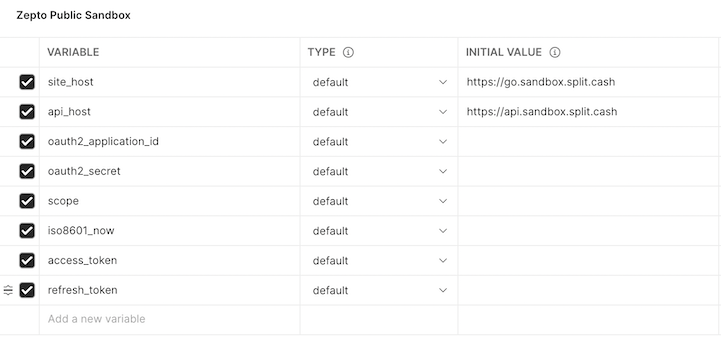 Zepto Public Sandbox
VARIABLE TYPE INITIAL VALUE
site_host default https://go.sandbox.split.cash
api_host default https://api.sandbox.split.cash
oauth2_application_id default
oauth2_secret default
scope default
iso8601_now default
access_token default
refresh_token default
Add a new variable